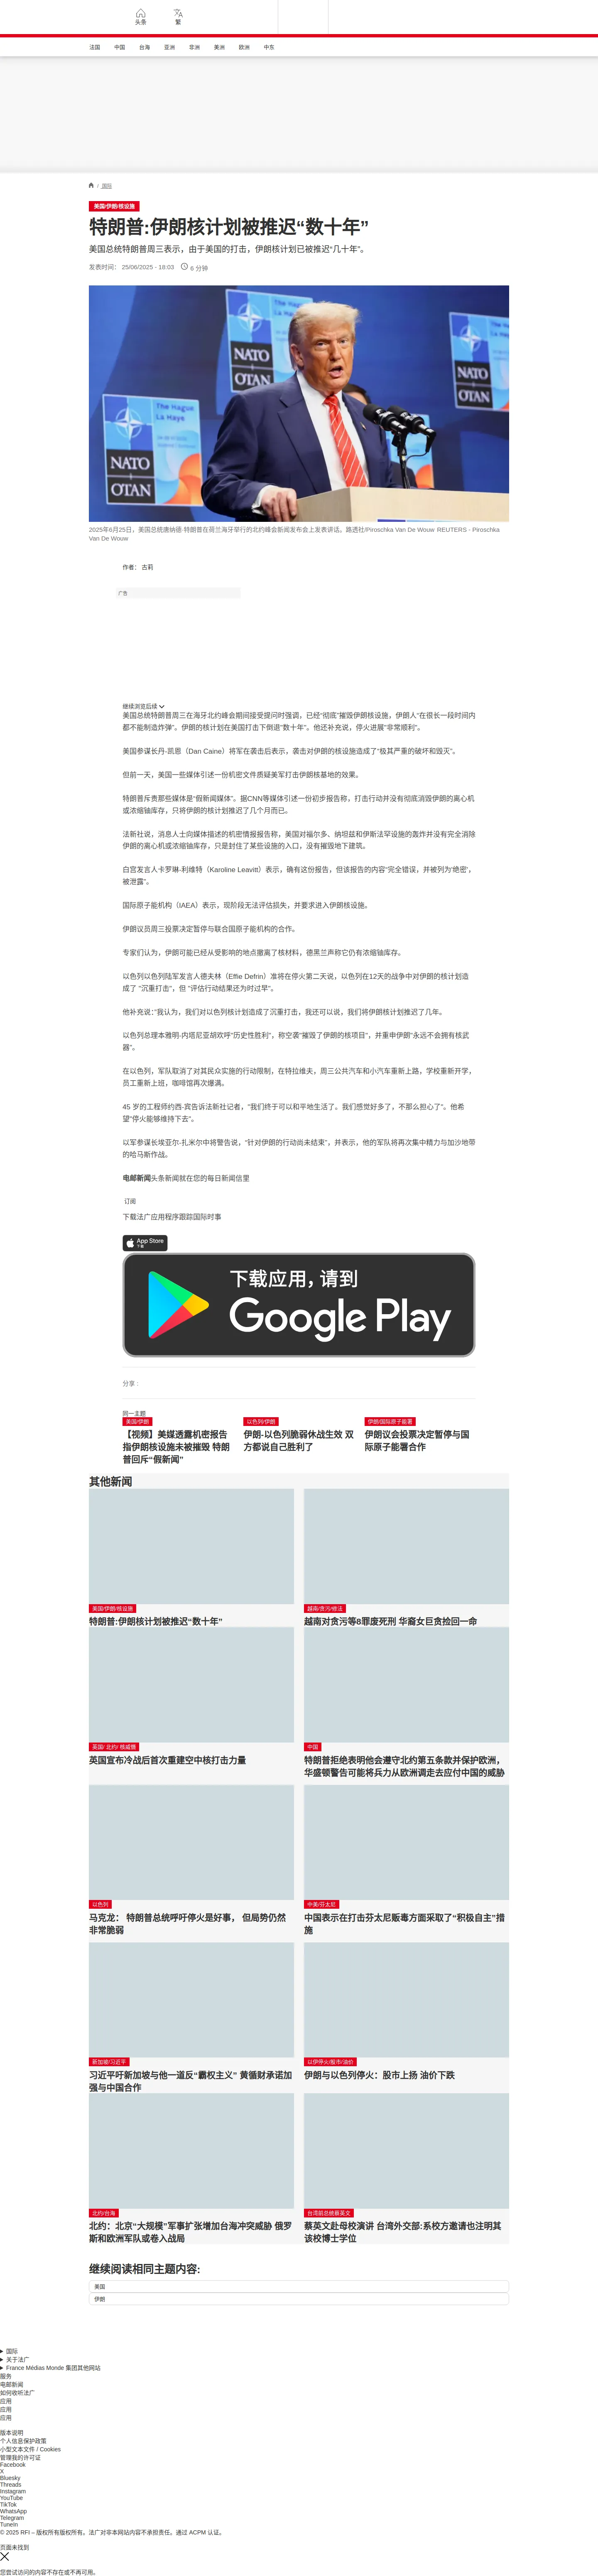 头条
繁
法国 中国 台海 亚洲 非洲 美洲 欧洲 中东
/ 国际
美国/伊朗/核设施
特朗普:伊朗核计划被推迟“数十年”
美国总统特朗普周三表示，由于美国的打击，伊朗核计划已被推迟“几十年”。
发表时间： 25/06/2025 - 18:03 6 分钟
NATO
OTAN
The Hague
La Haye
NATO
OTAN
NATO
OTAN
NATO
OTAN
2025年6月25日，美国总统唐纳德·特朗普在荷兰海牙举行的北约峰会新闻发布会上发表讲话。路透社/Piroschka Van De Wouw REUTERS - Piroschka
Van De Wouw
作者： 古莉
广告
继续浏览后续
美国总统特朗普周三在海牙北约峰会期间接受提问时强调，已经“彻底”摧毁伊朗核设施，伊朗人“在很长一段时间内
都不能制造炸弹”。伊朗的核计划在美国打击下倒退“数十年”。他还补充说，停火进展“非常顺利”。
美国参谋长丹-凯恩（Dan Caine）将军在袭击后表示，袭击对伊朗的核设施造成了“极其严重的破坏和毁灭”。
但前一天，美国一些媒体引述一份机密文件质疑美军打击伊朗核基地的效果。
特朗普斥责那些媒体是“假新闻媒体”。据CNN等媒体引述一份初步报告称，打击行动并没有彻底消毁伊朗的离心机
或浓缩铀库存，只将伊朗的核计划推迟了几个月而已。
法新社说，消息人士向媒体描述的机密情报报告称，美国对福尔多、纳坦兹和伊斯法罕设施的轰炸并没有完全消除
伊朗的离心机或浓缩铀库存，只是封住了某些设施的入口，没有摧毁地下建筑。
白宫发言人卡罗琳-利维特（Karoline Leavitt）表示，确有这份报告，但该报告的内容“完全错误，并被列为‘绝密’，
被泄露”。
国际原子能机构（IAEA）表示，现阶段无法评估损失，并要求进入伊朗核设施。
伊朗议员周三投票决定暂停与联合国原子能机构的合作。
专家们认为，伊朗可能已经从受影响的地点撤离了核材料，德黑兰声称它仍有浓缩铀库存。
以色列以色列陆军发言人德夫林（Effie Defrin）准将在停火第二天说，以色列在12天的战争中对伊朗的核计划造
成了 "沉重打击"，但 "评估行动结果还为时过早"。
他补充说:"我认为，我们对以色列核计划造成了沉重打击，我还可以说，我们将伊朗核计划推迟了几年。
以色列总理本雅明-内塔尼亚胡欢呼"历史性胜利"，称空袭"摧毁了伊朗的核项目"，并重申伊朗"永远不会拥有核武
器"。
在以色列，军队取消了对其民众实施的行动限制，在特拉维夫，周三公共汽车和小汽车重新上路，学校重新开学，
员工重新上班，咖啡馆再次爆满。
45 岁的工程师约西-宾告诉法新社记者，"我们终于可以和平地生活了。我们感觉好多了，不那么担心了"。他希
望"停火能够维持下去"。
以军参谋长埃亚尔-扎米尔中将警告说，"针对伊朗的行动尚未结束"，并表示，他的军队将再次集中精力与加沙地带
的哈马斯作战。
电邮新闻头条新闻就在您的每日新闻信里
订阅
下载法广应用程序跟踪国际时事
App Store
下载
下载应用，请到
Google Play
分享 :
同一主题
美国/伊朗
【视频】美媒透露机密报告
指伊朗核设施未被摧毁 特朗
普回斥“假新闻”
以色列/伊朗
伊朗-以色列脆弱休战生效 双
方都说自己胜利了
伊朗/国际原子能署
伊朗议会投票决定暂停与国
际原子能署合作
其他新闻
美国/伊朗/核设施
特朗普:伊朗核计划被推迟“数十年”
越南/贪污/修法
越南对贪污等8罪废死刑 华裔女巨贪捡回一命
英国/ 北约/ 核威慑
英国宣布冷战后首次重建空中核打击力量
中国
特朗普拒绝表明他会遵守北约第五条款并保护欧洲，
华盛顿警告可能将兵力从欧洲调走去应付中国的威胁
以色列
马克龙： 特朗普总统呼吁停火是好事， 但局势仍然
非常脆弱
中美/芬太尼
中国表示在打击芬太尼贩毒方面采取了“积极自主”措
施
新加坡/习近平
习近平吁新加坡与他一道反“霸权主义” 黄循财承诺加
强与中国合作
以伊停火/股市/油价
伊朗与以色列停火：股市上扬 油价下跌
北约/台海
北约：北京“大规模”军事扩张增加台海冲突威胁 俄罗
斯和欧洲军队或卷入战局
台湾前总统蔡英文
蔡英文赴母校演讲 台湾外交部:系校方邀请也注明其
该校博士学位
继续阅读相同主题内容:
美国
伊朗
国际
关于法广
France Médias Monde 集团其他网站
服务
电邮新闻
如何收听法广
应用
应用
应用
版本说明
个人信息保护政策
小型文本文件 / Cookies
管理我的许可证
Facebook
X
Bluesky
Threads
Instagram
YouTube
TikTok
WhatsApp
Telegram
TuneIn
© 2025 RFI – 版权所有版权所有。法广对非本网站内容不承担责任。通过 ACPM 认证。
页面未找到
您尝试访问的内容不存在或不再可用。